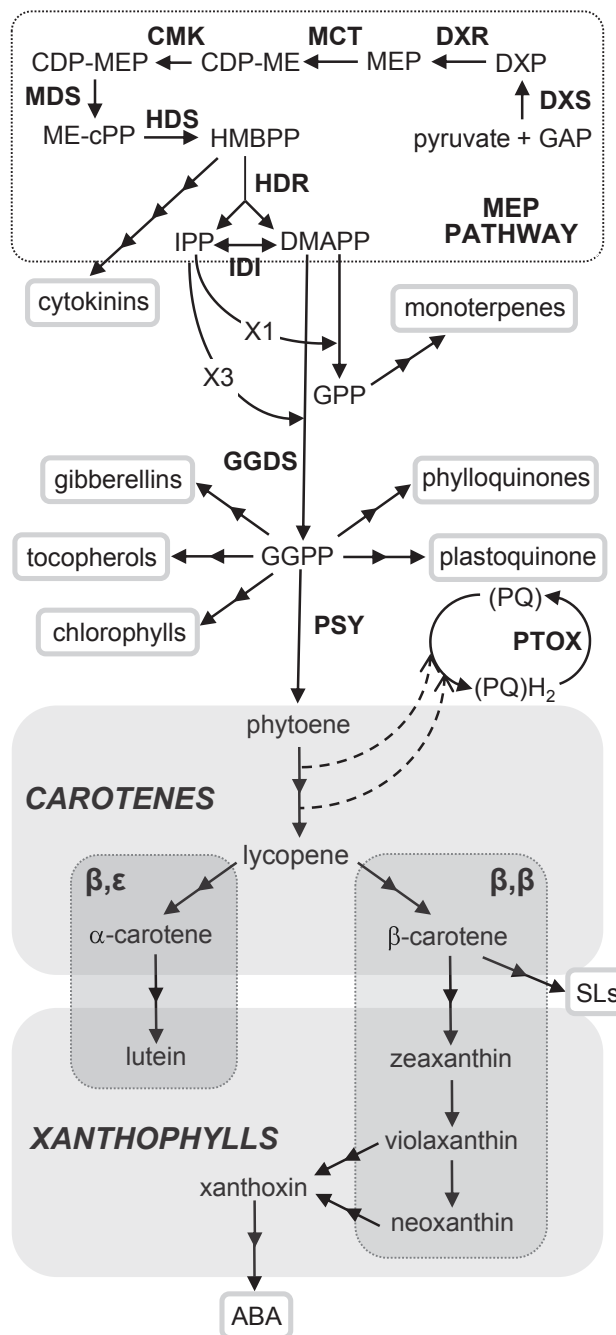 CMK MCT DXR
CDP-MEP CDP-ME MEP DXP
MDS HDS DXS
ME-cPP HMBPP pyruvate + GAP
HDR
MEP
PATHWAY
IPP DMAPP
IDI
cytokinins
monoterpenes
X1
X3
GPP
GGDS
gibberellins phylloquinones
tocopherols GGPP plastoquinone
chlorophylls
PSY
(PQ)
PTOX
(PQ)H2
phytoene
CAROTENES
lycopene
β,ε β,β
α-carotene β-carotene
SLs
lutein zeaxanthin
XANTHOPHYLLS
violaxanthin
xanthoxin
neoxanthin
ABA